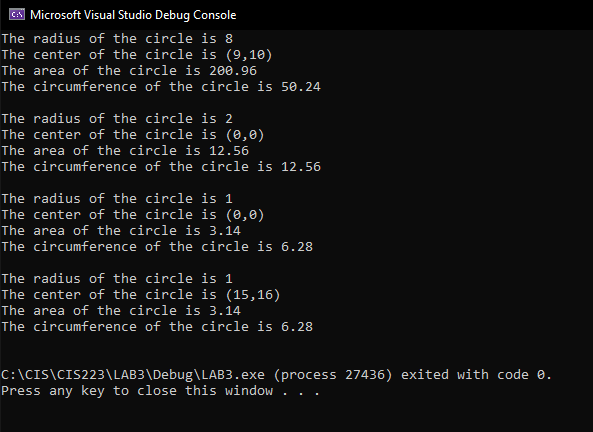 Microsoft Visual Studio Debug Console
The radius of the circle is 8
The center of the circle is (9,10)
The area of the circle is 200.96
The circumference of the circle is 50.24
The radius of the circle is 2
The center of the circle is (0,0)
The area of the circle is 12.56
The circumference of the circle is 12.56
The radius of the circle is 1
The center of the circle is (0,0)
The area of the circle is 3.14
The circumference of the circle is 6.28
The radius of the circle is 1
The center of the circle is (15,16)
The area of the circle is 3.14
The circumference of the circle is 6.28
C:\CIS\CIS223\LAB3\Debug\LAB3.exe (process 27436) exited with code 0.
Press any key to close this window . . .